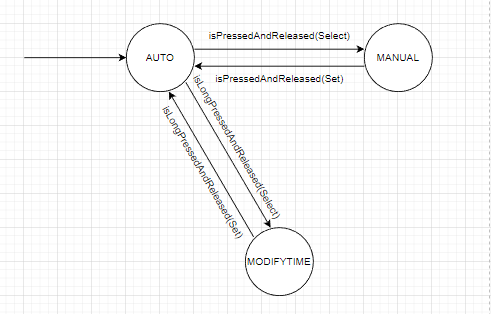 isPressedAndReleased(Select)
AUTO
MANUAL
isPressedAndReleased(Set)
isLongPressedAndReleased(Select)
isLongPressedAndReleased(Set)
MODIFYTIME